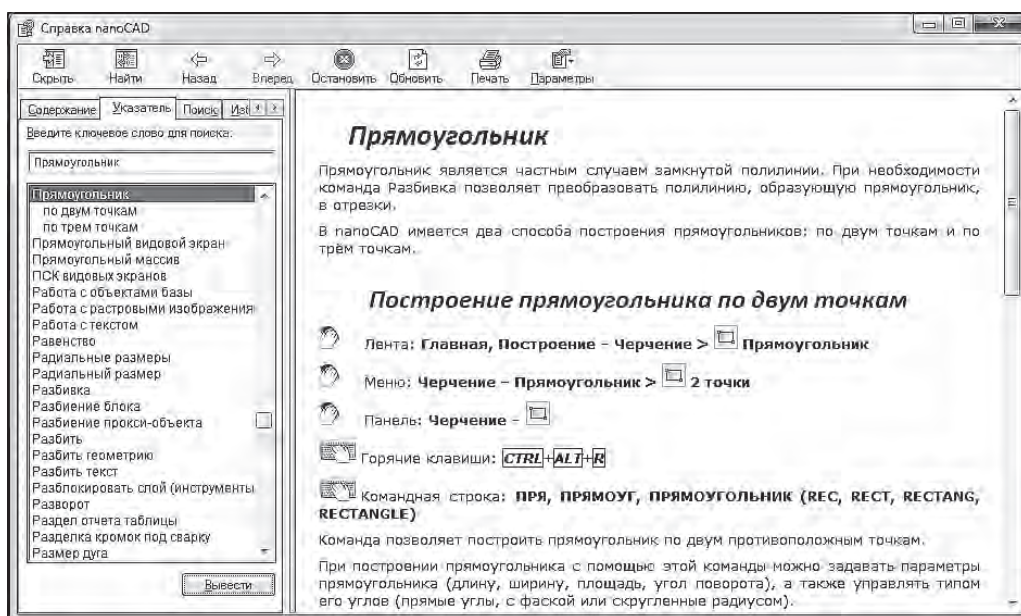 Справка nanoCAD
Скрыть Найти Назад Вперед Остановить Обновить Печать Параметры
Содержание Указатель Поиск Изб
Введите ключевое слово для поиска:
Прямоугольник
Прямоугольник
по двум точкам
по трем точкам
Прямоугольный видовой экран
Прямоугольный массив
ПСК видовых экранов
Работа с объектами базы
Работа с растровыми изображения
Работа с текстом
Равенство
Радиальные размеры
Радиальный размер
Разбивка
Разбиение блока
Разбиение прокси-объекта
Разбить
Разбить геометрию
Разбить текст
Разблокировать слой (инструменты
Разворот
Раздел отчета таблицы
Разделка кромок под сварку
Размер дуга
Вывести
Прямоугольник
Прямоугольник является частным случаем замкнутой полилинии. При необходимости
команда Разбивка позволяет преобразовать полилинию, образующую прямоугольник,
в отрезки.
В nanoCAD имеется два способа построения прямоугольников: по двум точкам и по
трём точкам.
Построение прямоугольника по двум точкам
Лента: Главная, Построение – Черчение > Прямоугольник
Меню: Черчение – Прямоугольник > 2 точки
Панель: Черчение –
Горячие клавиши: CTRL+ALT+R
Командная строка: ПРЯ, ПРЯМОУГ, ПРЯМОУГОЛЬНИК (REC, RECT, RECTANG,
RECTANGLE)
Команда позволяет построить прямоугольник по двум противоположным точкам.
При построении прямоугольника с помощью этой команды можно задавать параметры
прямоугольника (длину, ширину, площадь, угол поворота), а также управлять типом
его углов (прямые углы, с фаской или скругленные радиусом).